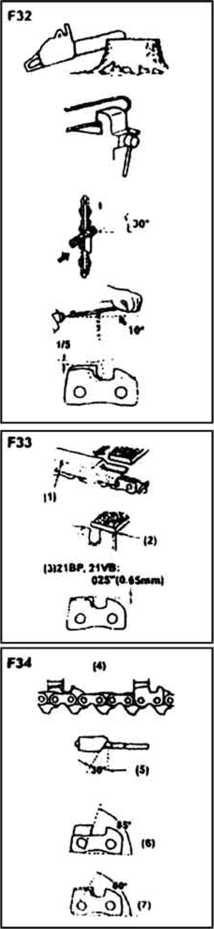 F32
30°
10°
1/5
F33
(1)
(2)
(3)21BP, 21VB:
025"(0.65mm)
F34
(4)
30°
(5)
85°
(6)
60°
(7)